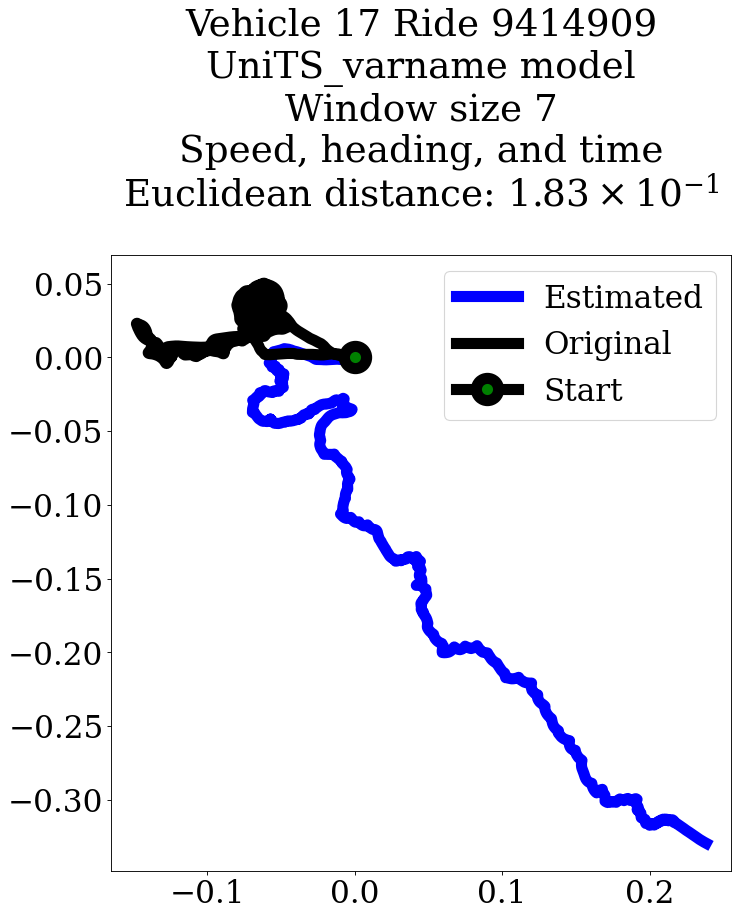 Vehicle 17 Ride 9414909
UniTS_varname model
Window size 7
Speed, heading, and time
Euclidean distance: 1.83 × 10⁻¹
Estimated
Original
Start
0.05
0.00
−0.05
−0.10
−0.15
−0.20
−0.25
−0.30
−0.1 0.0 0.1 0.2